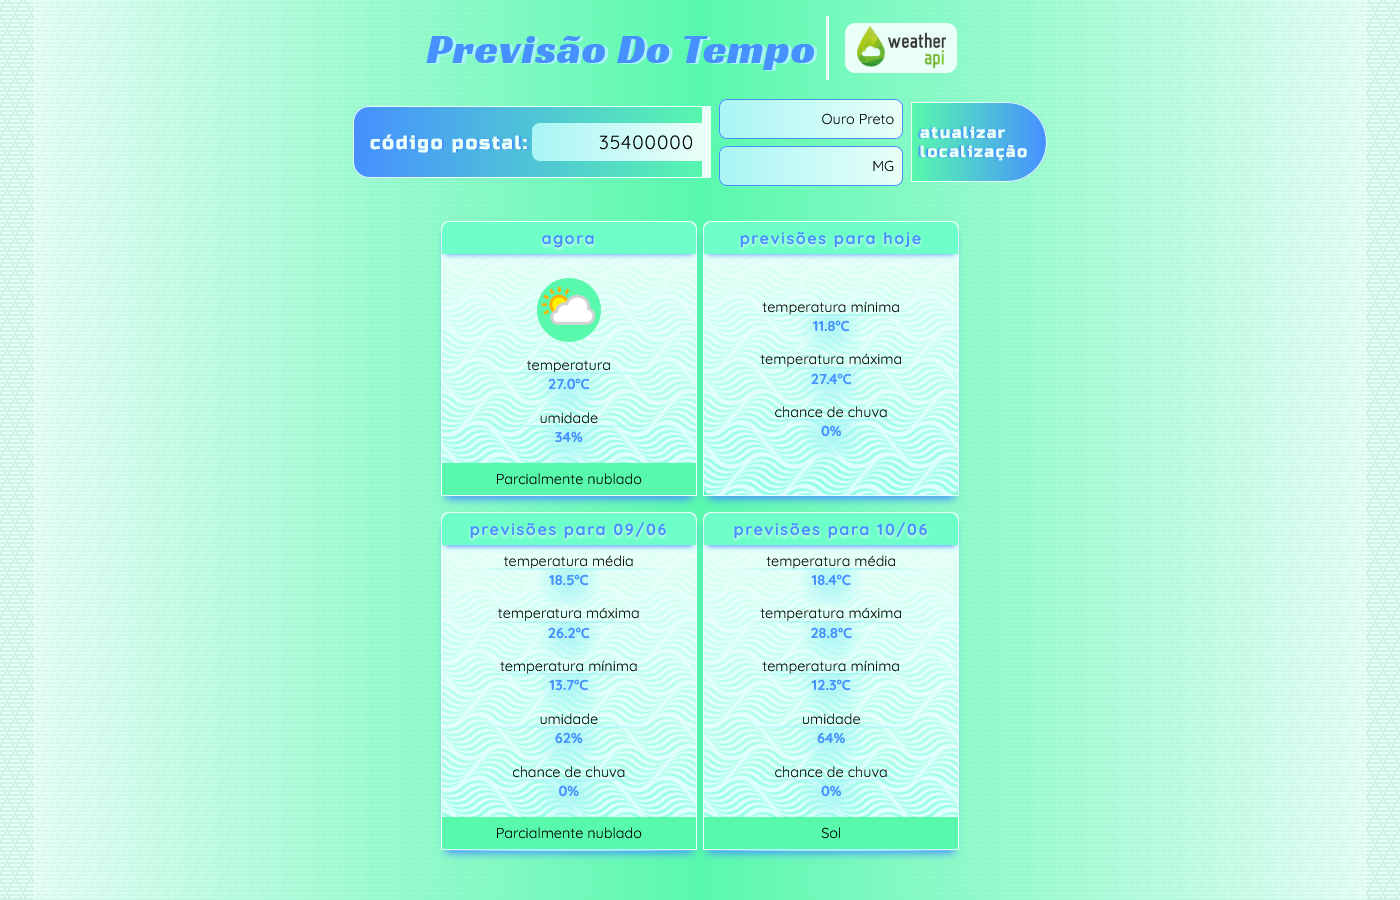 Previsão Do Tempo
weather
api
código postal:
35400000
Ouro Preto
MG
atualizar
localização
agora
temperatura
27.0°C
umidade
34%
Parcialmente nublado
previsões para hoje
temperatura mínima
11.8°C
temperatura máxima
27.4°C
chance de chuva
0%
previsões para 09/06
temperatura média
18.5°C
temperatura máxima
26.2°C
temperatura mínima
13.7°C
umidade
62%
chance de chuva
0%
Parcialmente nublado
previsões para 10/06
temperatura média
18.4°C
temperatura máxima
28.8°C
temperatura mínima
12.3°C
umidade
64%
chance de chuva
0%
Sol